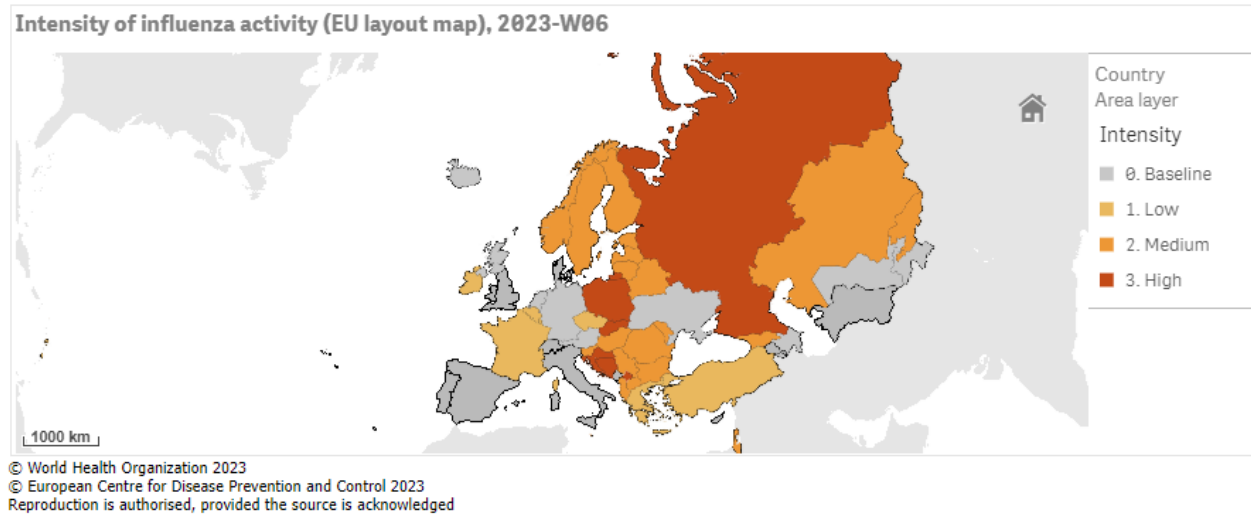 Intensity of influenza activity (EU layout map), 2023-W06
Country
Area layer
Intensity
0. Baseline
1. Low
2. Medium
3. High
1000 km
© World Health Organization 2023
© European Centre for Disease Prevention and Control 2023
Reproduction is authorised, provided the source is acknowledged